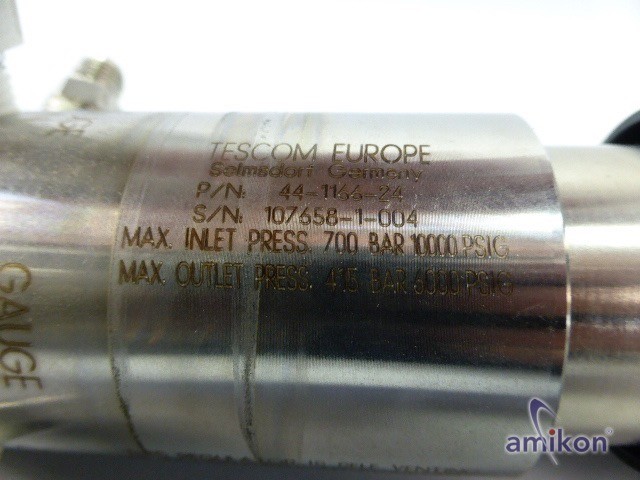 TESCOM EUROPE
Selmsdorf Germany
P/N: 44-1166-24
S/N: 107658-1-004
MAX. INLET PRESS: 700 BAR 10000 PSIG
MAX. OUTLET PRESS: 415 BAR 6000 PSIG
GAUGE
amikon